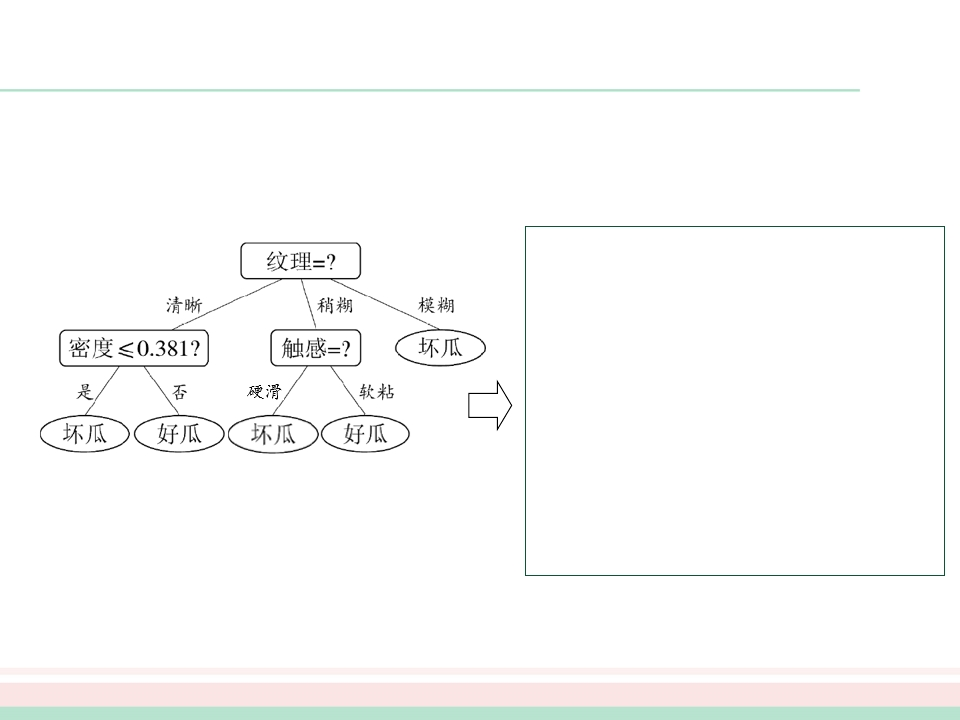 纹理=?
清晰 稍糊 模糊
密度≤0.381? 触感=? 坏瓜
是 否 硬滑 软粘
坏瓜 好瓜 坏瓜 好瓜